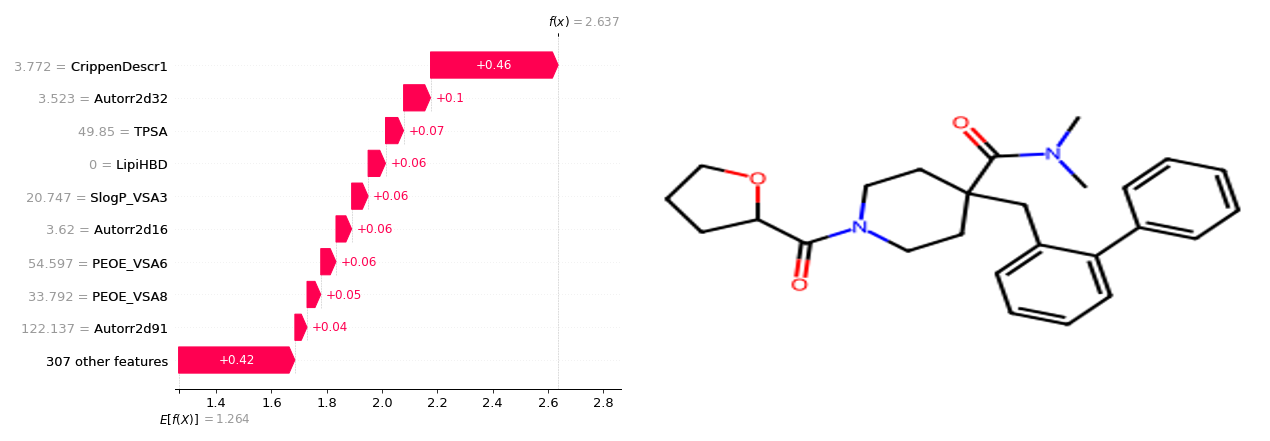 f(x) = 2.637
3.772 = CrippenDescr1
+0.46
3.523 = Autorr2d32
+0.1
49.85 = TPSA
+0.07
0 = LipiHBD
+0.06
20.747 = SlogP_VSA3
+0.06
3.62 = Autorr2d16
+0.06
54.597 = PEOE_VSA6
+0.06
33.792 = PEOE_VSA8
+0.05
122.137 = Autorr2d91
+0.04
307 other features
+0.42
1.4 1.6 1.8 2.0 2.2 2.4 2.6 2.8
E[f(X)] = 1.264
O
N
O
N
O